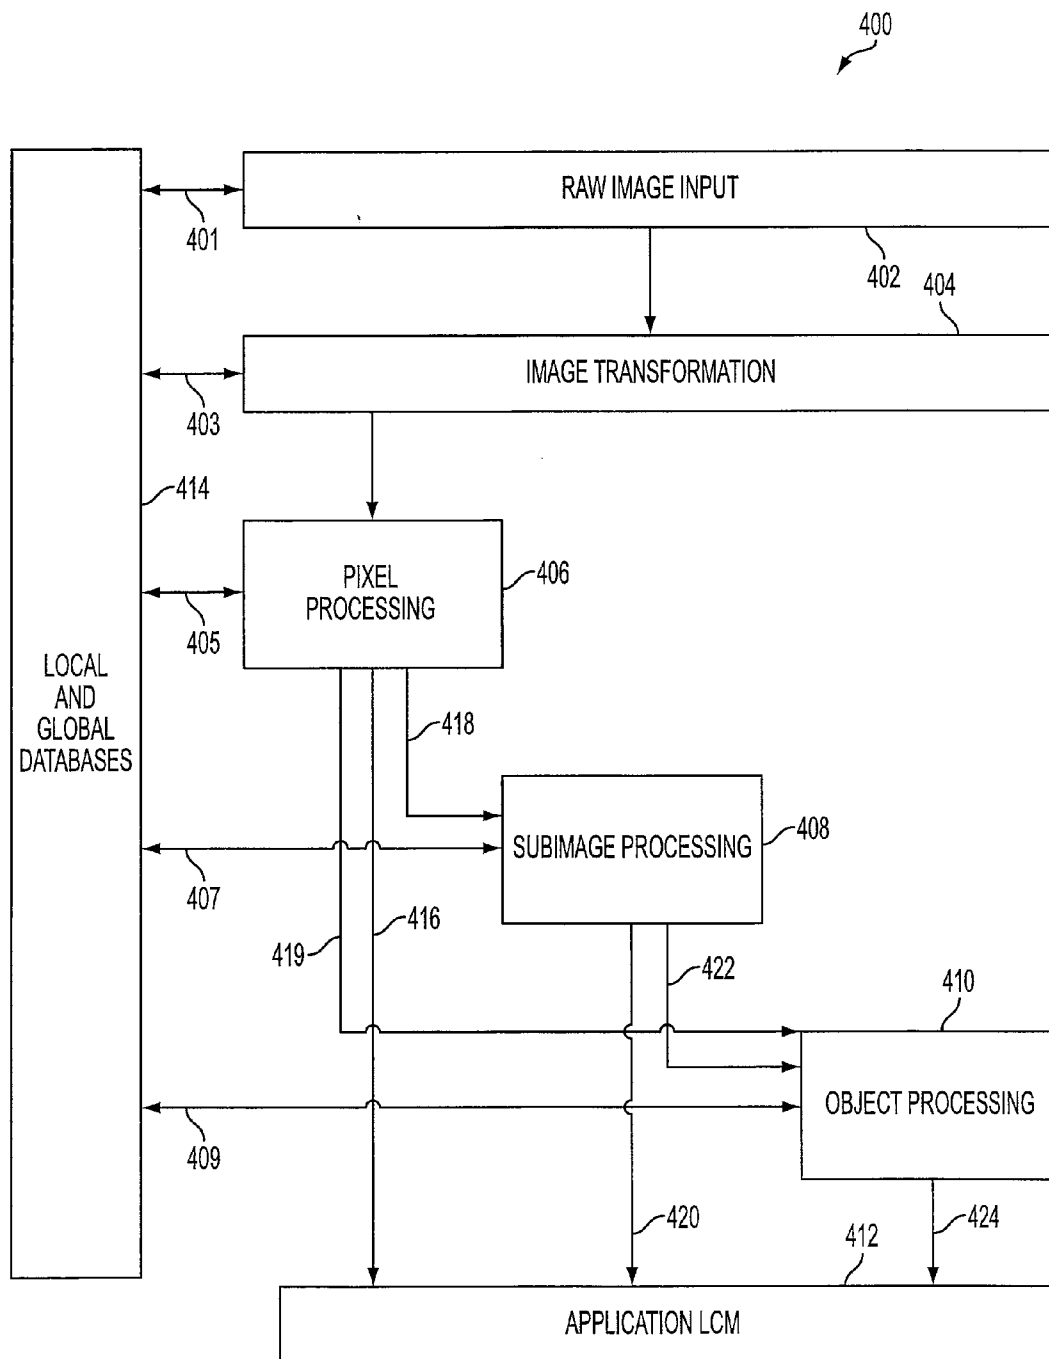 400
RAW IMAGE INPUT
401
402
404
IMAGE TRANSFORMATION
403
414
PIXEL
PROCESSING
406
405
LOCAL
AND
GLOBAL
DATABASES
418
SUBIMAGE PROCESSING
408
407
416
419
422
410
OBJECT PROCESSING
409
420
424
412
APPLICATION LCM